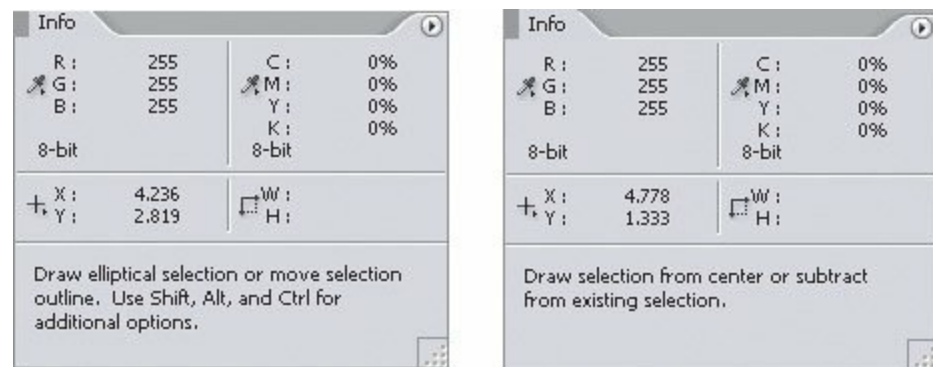 Info
R : 255 C : 0%
G : 255 M : 0%
B : 255 Y : 0%
K : 0%
8-bit 8-bit
X : 4.236 W :
Y : 2.819 H :
Draw elliptical selection or move selection
outline. Use Shift, Alt, and Ctrl for
additional options.
Info
R : 255 C : 0%
G : 255 M : 0%
B : 255 Y : 0%
K : 0%
8-bit 8-bit
X : 4.778 W :
Y : 1.333 H :
Draw selection from center or subtract
from existing selection.